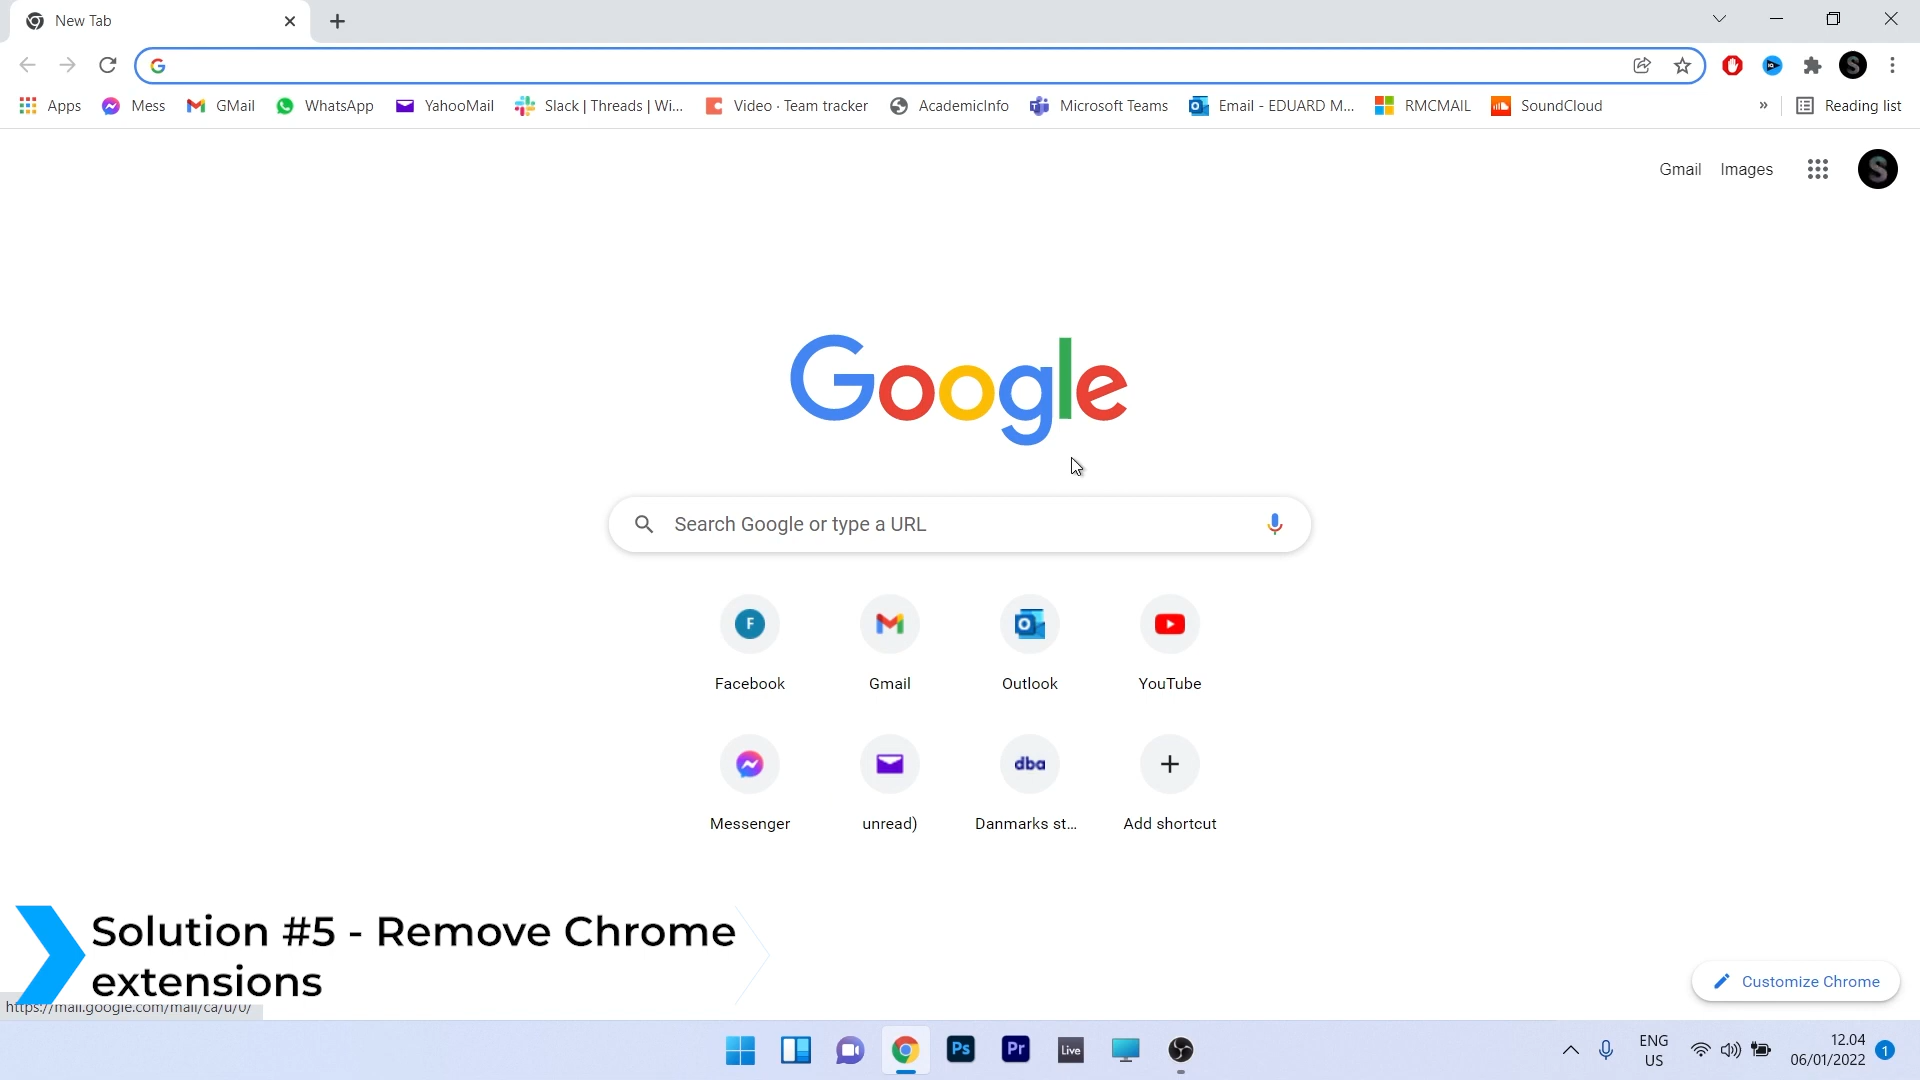 New Tab
Apps Mess GMail WhatsApp YahooMail Slack | Threads | Wi... Video · Team tracker AcademicInfo Microsoft Teams Email - EDUARD M... RMCMAIL SoundCloud » Reading list
Gmail Images S
Google
Search Google or type a URL
F
Facebook Gmail Outlook YouTube
dba
Messenger unread) Danmarks st... Add shortcut
Solution #5 - Remove Chrome
extensions
Customize Chrome
https://mail.google.com/mail/ca/u/0/
Ps Pr Live
ENG
US
12.04
06/01/2022
1